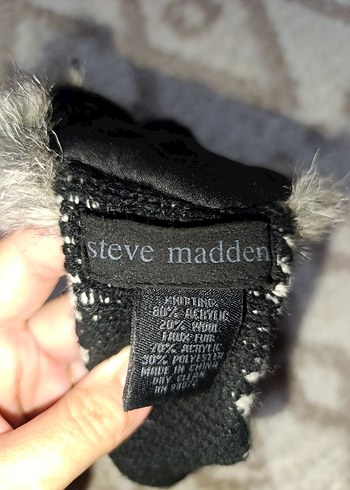 steve madden
KNITTING:
80% ACRYLIC
20% WOOL
FAUX FUR:
70% ACRYLIC
30% POLYESTER
MADE IN CHINA
DRY CLEAN
RN